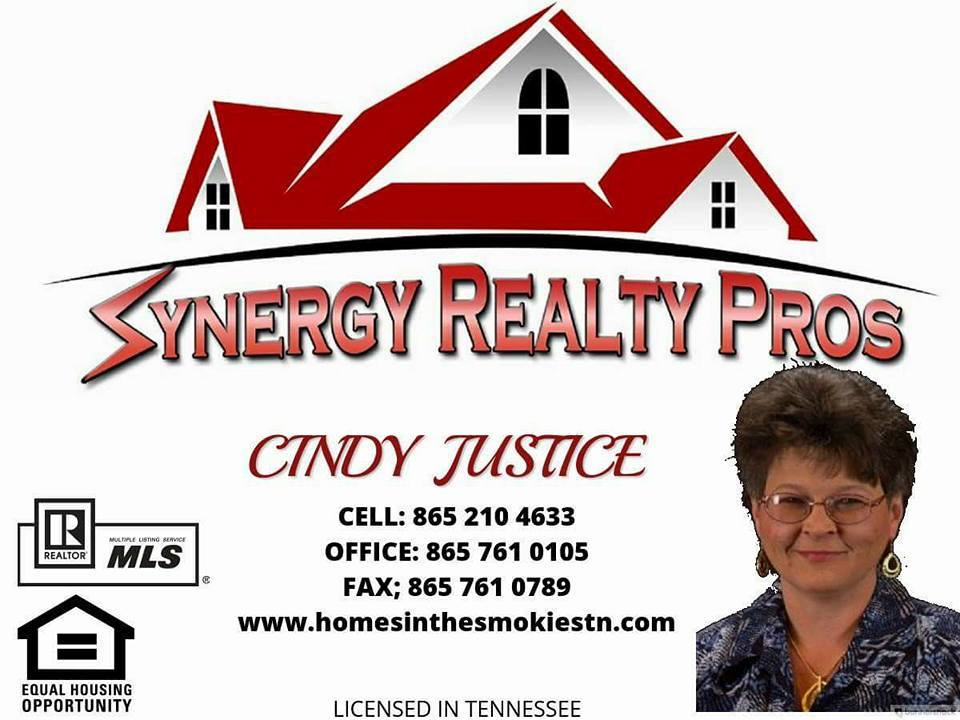 SYNERGY REALTY PROS
CINDY JUSTICE
CELL: 865 210 4633
OFFICE: 865 761 0105
FAX; 865 761 0789
www.homesinthesmokiestn.com
R
REALTOR®
MULTIPLE LISTING SERVICE
MLS
®
EQUAL HOUSING
OPPORTUNITY
LICENSED IN TENNESSEE
bannersnack